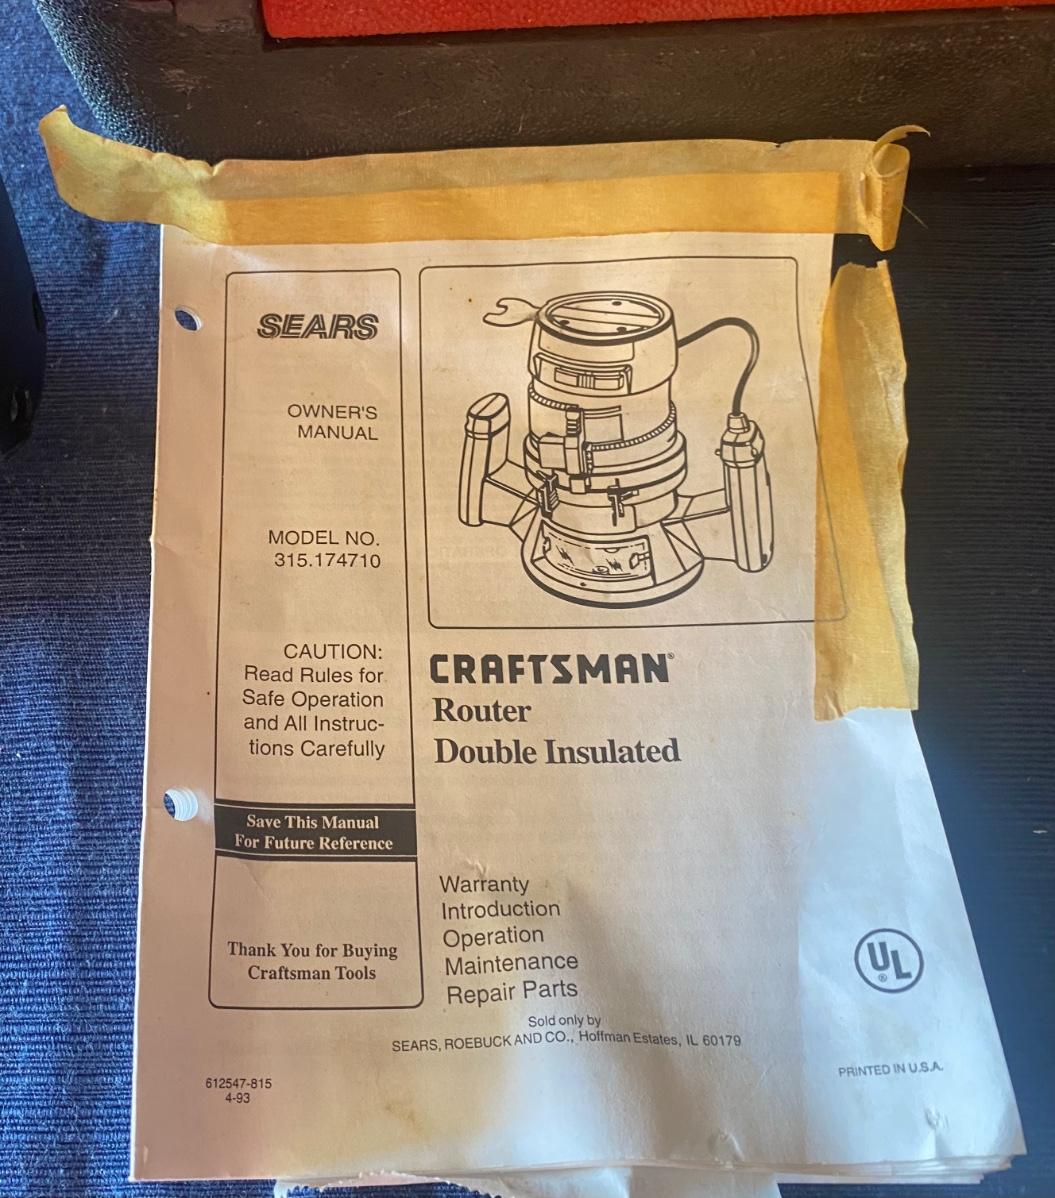 SEARS
OWNER'S
MANUAL
MODEL NO.
315.174710
CAUTION:
Read Rules for
Safe Operation
and All Instruc-
tions Carefully
Save This Manual
For Future Reference
Thank You for Buying
Craftsman Tools
CRAFTSMAN®
Router
Double Insulated
Warranty
Introduction
Operation
Maintenance
Repair Parts
UL®
Sold only by
SEARS, ROEBUCK AND CO., Hoffman Estates, IL 60179
612547-815
4-93
PRINTED IN U.S.A.